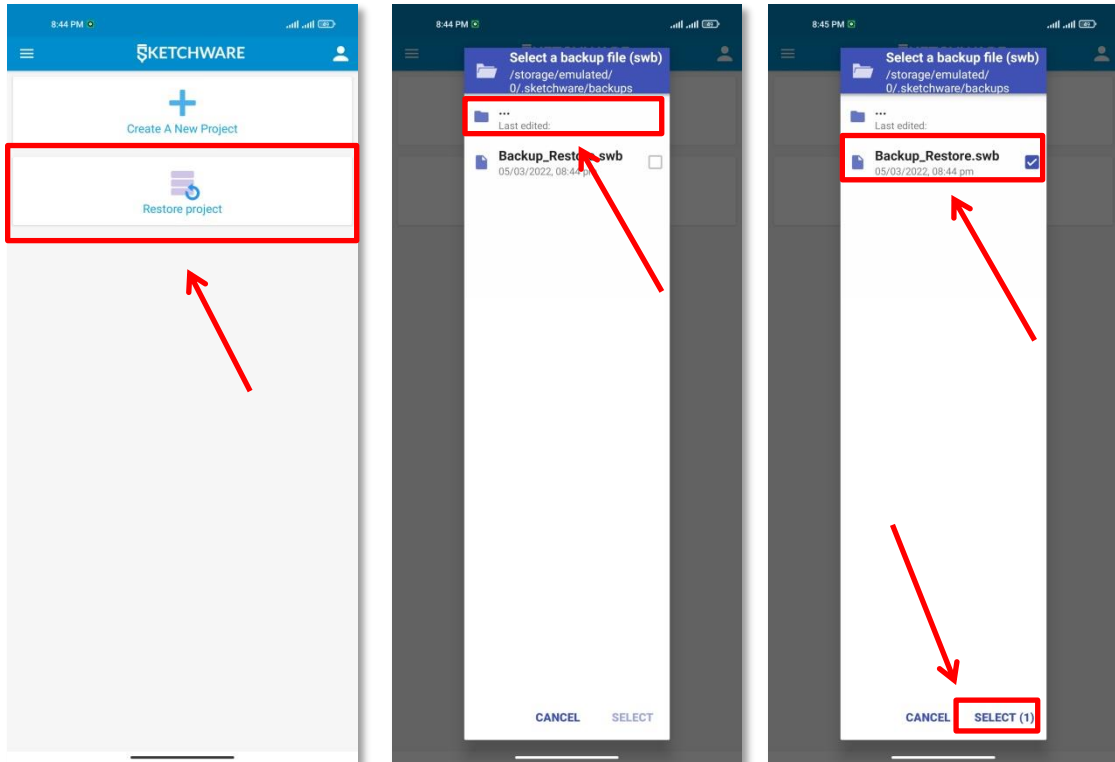 8:44 PM
SKETCHWARE
Create A New Project
Restore project
8:44 PM
Select a backup file (swb)
/storage/emulated/
0/.sketchware/backups
...
Last edited:
Backup_Restore.swb
05/03/2022, 08:44 pm
CANCEL SELECT
8:45 PM
Select a backup file (swb)
/storage/emulated/
0/.sketchware/backups
...
Last edited:
Backup_Restore.swb
05/03/2022, 08:44 pm
CANCEL SELECT (1)